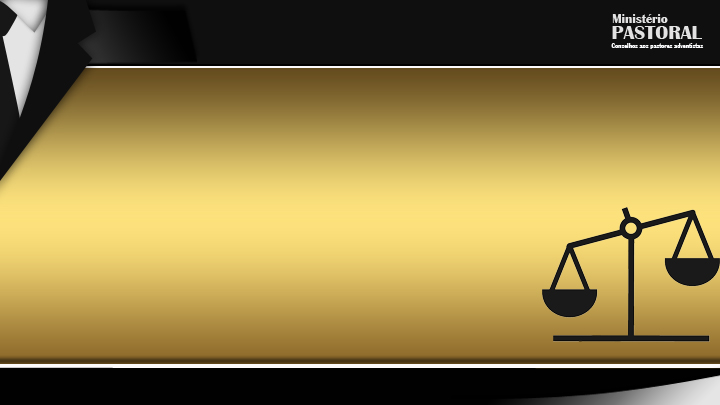 Ministério
PASTORAL
Conselhos aos pastores adventistas